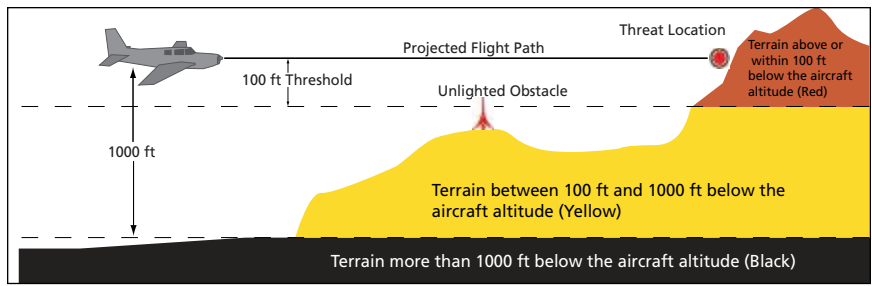 Threat Location
Projected Flight Path
Terrain above or
within 100 ft
below the aircraft
altitude (Red)
100 ft Threshold
Unlighted Obstacle
1000 ft
Terrain between 100 ft and 1000 ft below the
aircraft altitude (Yellow)
Terrain more than 1000 ft below the aircraft altitude (Black)